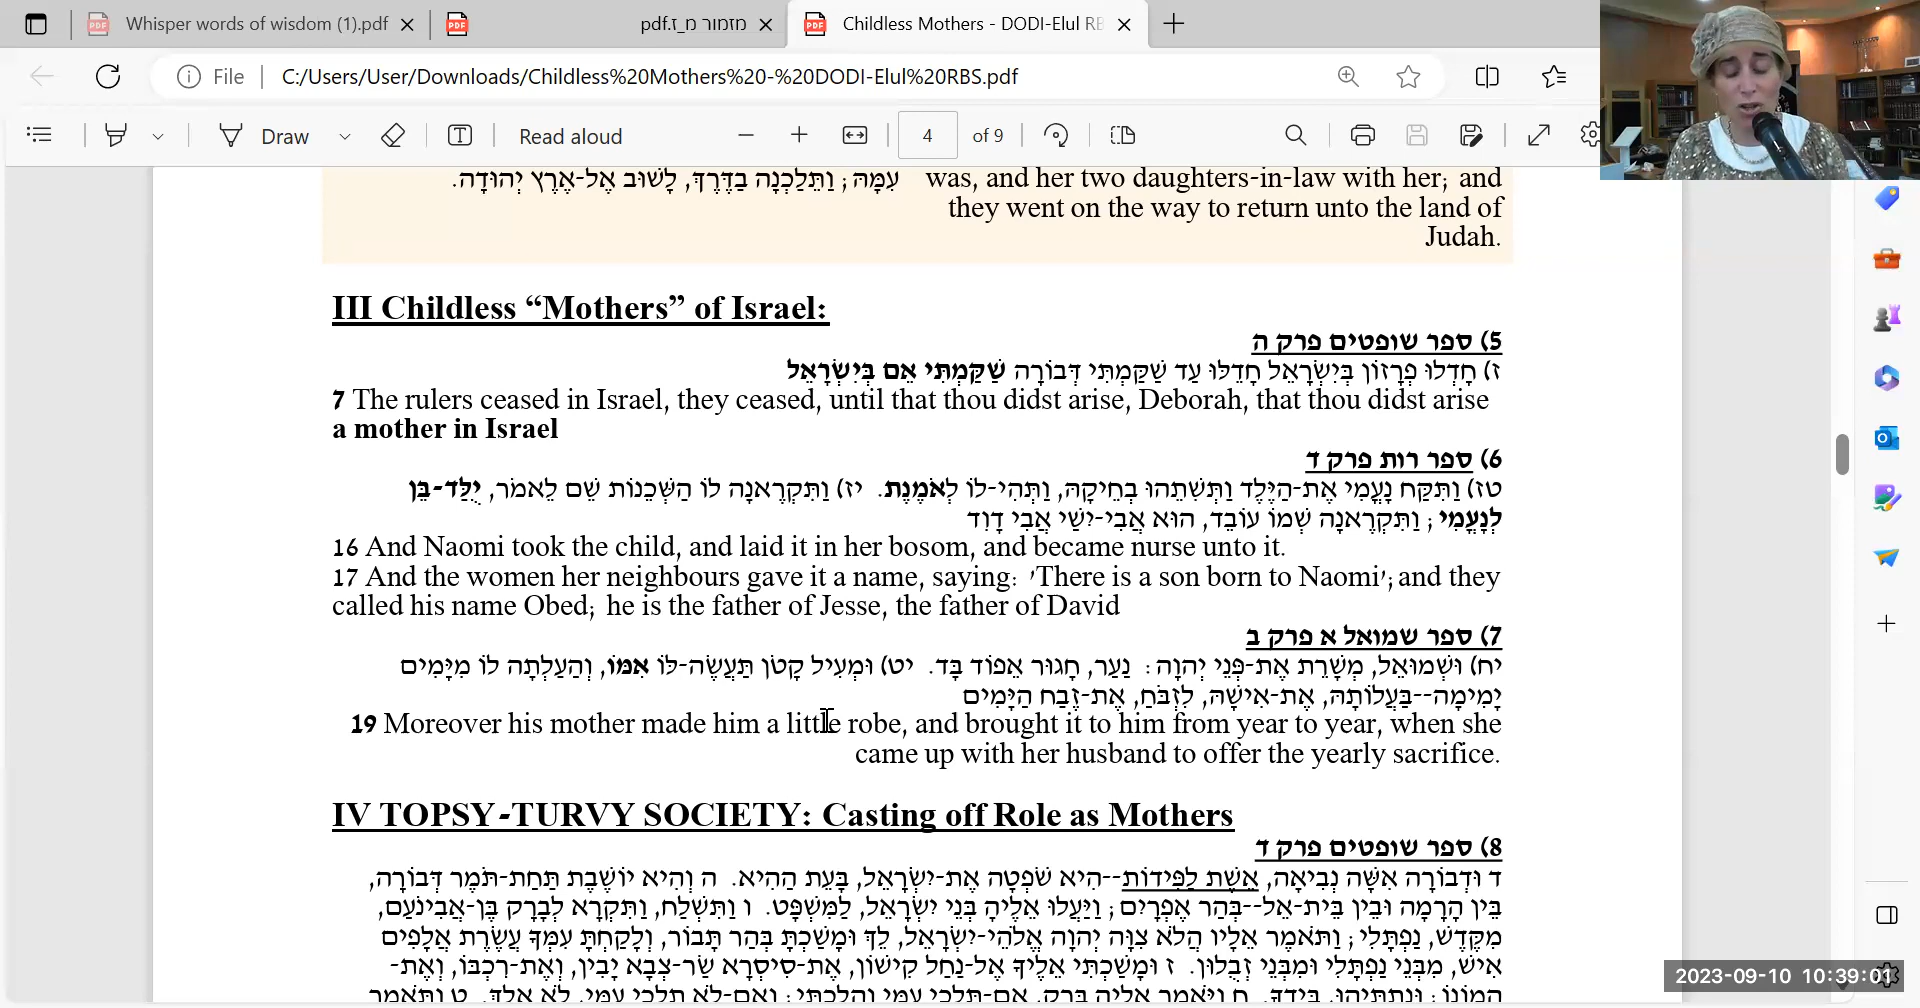 Whisper words of wisdom (1).pdf
מזמור מ_ז.pdf
Childless Mothers - DODI-Elul RB
File
C:/Users/User/Downloads/Childless%20Mothers%20-%20DODI-Elul%20RBS.pdf
Draw
Read aloud
4
of 9
עִמָּהּ; וַתֵּלַכְנָה בַדֶּרֶךְ, לָשׁוּב אֶל-אֶרֶץ יְהוּדָה.
was, and her two daughters-in-law with her; and
they went on the way to return unto the land of
Judah.
III Childless “Mothers” of Israel:
5) ספר שופטים פרק ה
ז) חָדְלוּ פְרָזוֹן בְּיִשְׂרָאֵל חָדֵלּוּ עַד שַׁקַּמְתִּי דְּבוֹרָה שַׁקַּמְתִּי אֵם בְּיִשְׂרָאֵל
7 The rulers ceased in Israel, they ceased, until that thou didst arise, Deborah, that thou didst arise
a mother in Israel
6) ספר רות פרק ד
טז) וַתִּקַּח נָעֳמִי אֶת-הַיֶּלֶד וַתְּשִׁתֵהוּ בְחֵיקָהּ, וַתְּהִי-לוֹ לְאֹמֶנֶת. יז) וַתִּקְרֶאנָה לוֹ הַשְּׁכֵנוֹת שֵׁם לֵאמֹר, יֻלַּד-בֵּן
לְנָעֳמִי; וַתִּקְרֶאנָה שְׁמוֹ עוֹבֵד, הוּא אֲבִי-יִשַׁי אֲבִי דָוִד
16 And Naomi took the child, and laid it in her bosom, and became nurse unto it.
17 And the women her neighbours gave it a name, saying: 'There is a son born to Naomi'; and they
called his name Obed; he is the father of Jesse, the father of David
7) ספר שמואל א פרק ב
יח) וּשְׁמוּאֵל, מְשָׁרֵת אֶת-פְּנֵי יְהוָה: נַעַר, חָגוּר אֵפוֹד בָּד. יט) וּמְעִיל קָטֹן תַּעֲשֶׂה-לּוֹ אִמּוֹ, וְהַעַלְתָה לוֹ מִיָּמִים
יָמִימָה--בַּעֲלוֹתָהּ, אֶת-אִישָׁהּ, לִזְבֹּחַ, אֶת-זֶבַח הַיָּמִים
19 Moreover his mother made him a little robe, and brought it to him from year to year, when she
came up with her husband to offer the yearly sacrifice.
IV TOPSY-TURVY SOCIETY: Casting off Role as Mothers
8) ספר שופטים פרק ד
ד וּדְבוֹרָה אִשָּׁה נְבִיאָה, אֵשֶׁת לַפִּידוֹת--הִיא שֹׁפְטָה אֶת-יִשְׂרָאֵל, בָּעֵת הַהִיא. ה וְהִיא יוֹשֶׁבֶת תַּחַת-תֹּמֶר דְּבוֹרָה,
בֵּין הָרָמָה וּבֵין בֵּית-אֵל--בְּהַר אֶפְרָיִם; וַיַּעֲלוּ אֵלֶיהָ בְּנֵי יִשְׂרָאֵל, לַמִּשְׁפָּט. ו וַתִּשְׁלַח, וַתִּקְרָא לְבָרָק בֶּן-אֲבִינֹעַם,
מִקֶּדֶשׁ, נַפְתָּלִי; וַתֹּאמֶר אֵלָיו הֲלֹא צִוָּה יְהוָה אֱלֹהֵי-יִשְׂרָאֵל, לֵךְ וּמָשַׁכְתָּ בְּהַר תָּבוֹר, וְלָקַחְתָּ עִמְּךָ עֲשֶׂרֶת אֲלָפִים
אִישׁ, מִבְּנֵי נַפְתָּלִי וּמִבְּנֵי זְבֻלוּן. ז וּמָשַׁכְתִּי אֵלֶיךָ אֶל-נַחַל קִישׁוֹן, אֶת-סִיסְרָא שַׂר-צְבָא יָבִין, וְאֶת-רִכְבּוֹ, וְאֶת-
הֲמוֹנוֹ; וּנְתַתִּיהוּ, בְּיָדֶךָ. ח וַיֹּאמֶר אֵלֶיהָ בָּרָק, אִם-תֵּלְכִי עִמִּי וְהָלָכְתִּי; וְאִם-לֹא תֵלְכִי עִמִּי, לֹא אֵלֵךְ. ט וַתֹּאמֶר
2023-09-10 10:39:01